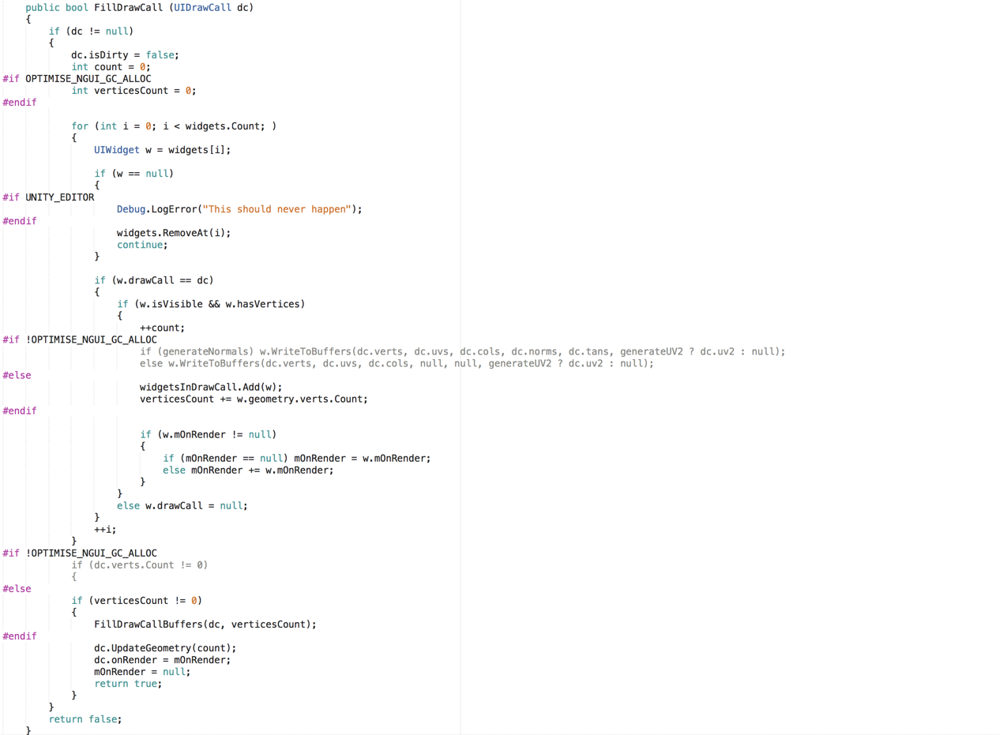 public bool FillDrawCall (UIDrawCall dc)
    {
        if (dc != null)
        {
            dc.isDirty = false;
            int count = 0;
#if OPTIMISE_NGUI_GC_ALLOC
            int verticesCount = 0;
#endif

            for (int i = 0; i < widgets.Count; )
            {
                UIWidget w = widgets[i];

                if (w == null)
                {
#if UNITY_EDITOR
                    Debug.LogError("This should never happen");
#endif
                    widgets.RemoveAt(i);
                    continue;
                }

                if (w.drawCall == dc)
                {
                    if (w.isVisible && w.hasVertices)
                    {
                        ++count;
#if !OPTIMISE_NGUI_GC_ALLOC
                        if (generateNormals) w.WriteToBuffers(dc.verts, dc.uvs, dc.cols, dc.norms, dc.tans, generateUV2 ? dc.uv2 : null);
                        else w.WriteToBuffers(dc.verts, dc.uvs, dc.cols, null, null, generateUV2 ? dc.uv2 : null);
#else
                        widgetsInDrawCall.Add(w);
                        verticesCount += w.geometry.verts.Count;
#endif

                        if (w.mOnRender != null)
                        {
                            if (mOnRender == null) mOnRender = w.mOnRender;
                            else mOnRender += w.mOnRender;
                        }
                    }
                    else w.drawCall = null;
                }
                ++i;
            }
#if !OPTIMISE_NGUI_GC_ALLOC
            if (dc.verts.Count != 0)
            {
#else
            if (verticesCount != 0)
            {
                FillDrawCallBuffers(dc, verticesCount);
#endif
                dc.UpdateGeometry(count);
                dc.onRender = mOnRender;
                mOnRender = null;
                return true;
            }
        }
        return false;
    }